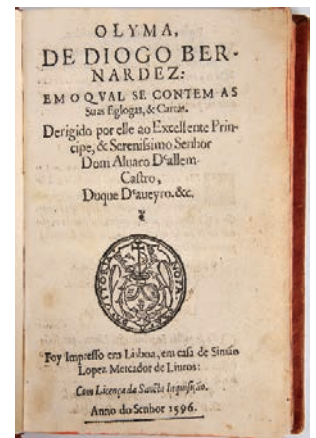 O LYMA,
DE DIOGO BER-
NARDEZ:
EM O QVAL SE CONTEM AS
Suas Eglogas, & Cartas.
Derigido por elle ao Excellente Prin-
cipe, & Serenissimo Senhor
Dom Aluaro D'allem-
Castro,
Duque D'aueyro. &c.
Foy Impresso em Lisboa, em casa de Simão
Lopez Mercador de Liuros:
Com Licença da Sancta Inquisição.
Anno do Senhor 1596.